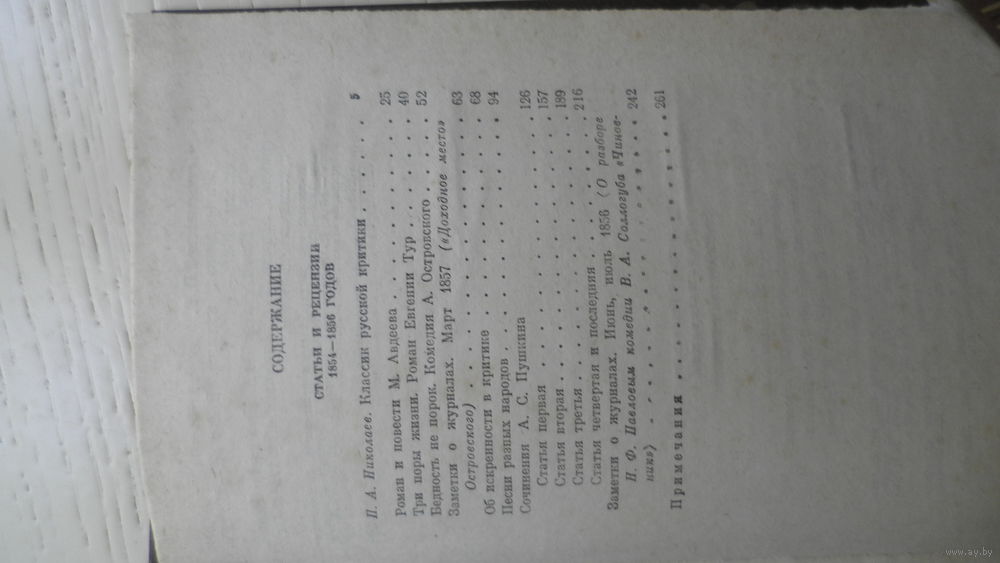 СОДЕРЖАНИЕ
СТАТЬИ И РЕЦЕНЗИИ
1854—1856 ГОДОВ
П. А. Николаев. Классик русской критики . . . . . . 5
Роман и повести М. Авдеева . . . . . . . . . . 25
Три поры жизни. Роман Евгении Тур . . . . . . 40
Бедность не порок. Комедия А. Островского . . . . 52
Заметки о журналах. Март 1857 («Доходное место»
Островского) . . . . . . . . . . . . . 63
Об искренности в критике . . . . . . . . . . 68
Песни разных народов . . . . . . . . . . . 94
Сочинения А. С. Пушкина
Статья первая . . . . . . . . . . . . 126
Статья вторая . . . . . . . . . . . . 157
Статья третья . . . . . . . . . . . . 189
Статья четвертая и последняя . . . . . . . 216
Заметки о журналах. Июнь, июль 1856 (О разборе
Н. Ф. Павловым комедии В. А. Соллогуба «Чинов-
ник») . . . . . . . . . . . . . . . 242
Примечания . . . . . . . . . . . . . . 261
www.ay.by